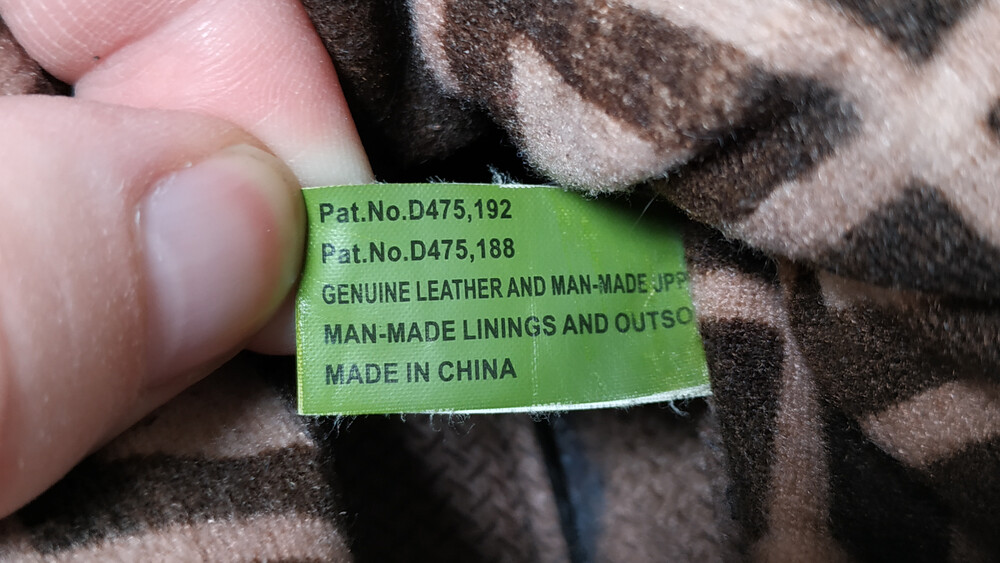 Pat.No.D475,192
Pat.No.D475,188
GENUINE LEATHER AND MAN-MADE
MAN-MADE LININGS AND
MADE IN CHINA